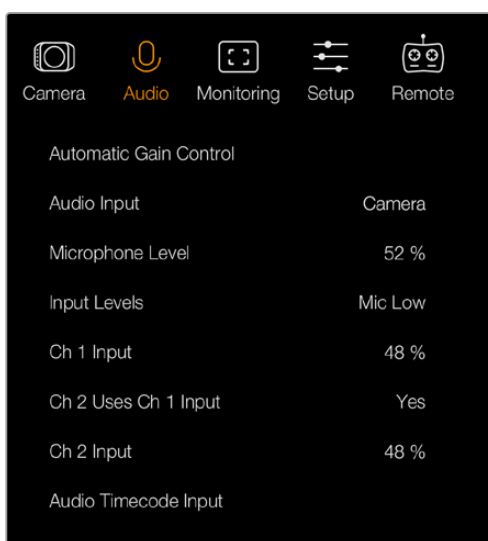 Camera Audio Monitoring Setup Remote
Automatic Gain Control
Audio Input Camera
Microphone Level 52 %
Input Levels Mic Low
Ch 1 Input 48 %
Ch 2 Uses Ch 1 Input Yes
Ch 2 Input 48 %
Audio Timecode Input